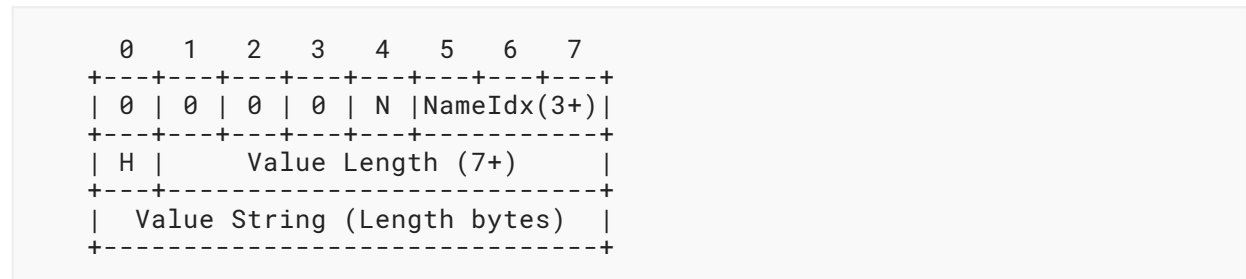 0   1   2   3   4   5   6   7
+---+---+---+---+---+---+---+---+
| 0 | 0 | 0 | 0 | N |NameIdx(3+)|
+---+---+---+---+---+-----------+
| H |     Value Length (7+)     |
+---+---------------------------+
|  Value String (Length bytes)  |
+-------------------------------+